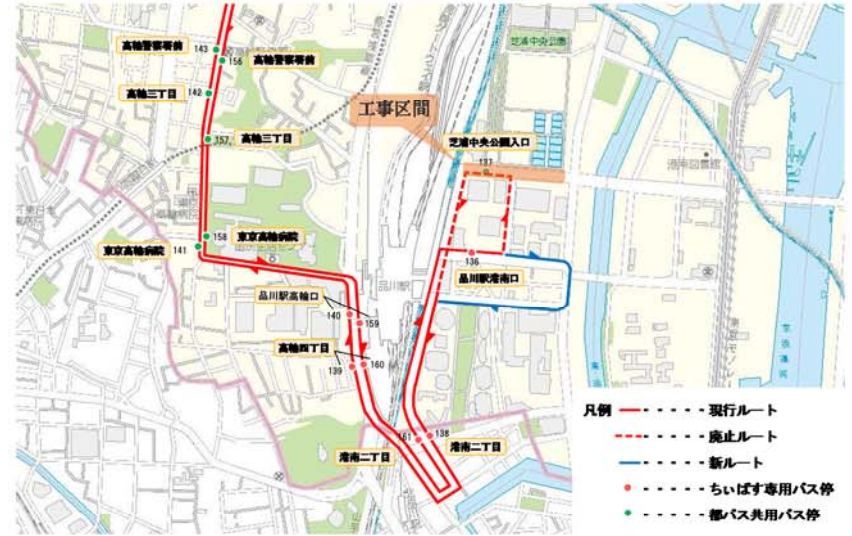 高輪警察署前
143
156
高輪警察署前
芝浦中央公園
高輪三丁目
142
工事区間
157
高輪三丁目
芝浦中央公園入口
137
港南図書館
158
東京高輪病院
東京高輪病院
141
136
品川駅
品川駅港南口
品川駅高輪口
140
159
高輪四丁目
139
160
凡例
現行ルート
廃止ルート
新ルート
ちぃばす専用バス停
都バス共用バス停
161
138
港南二丁目
港南二丁目